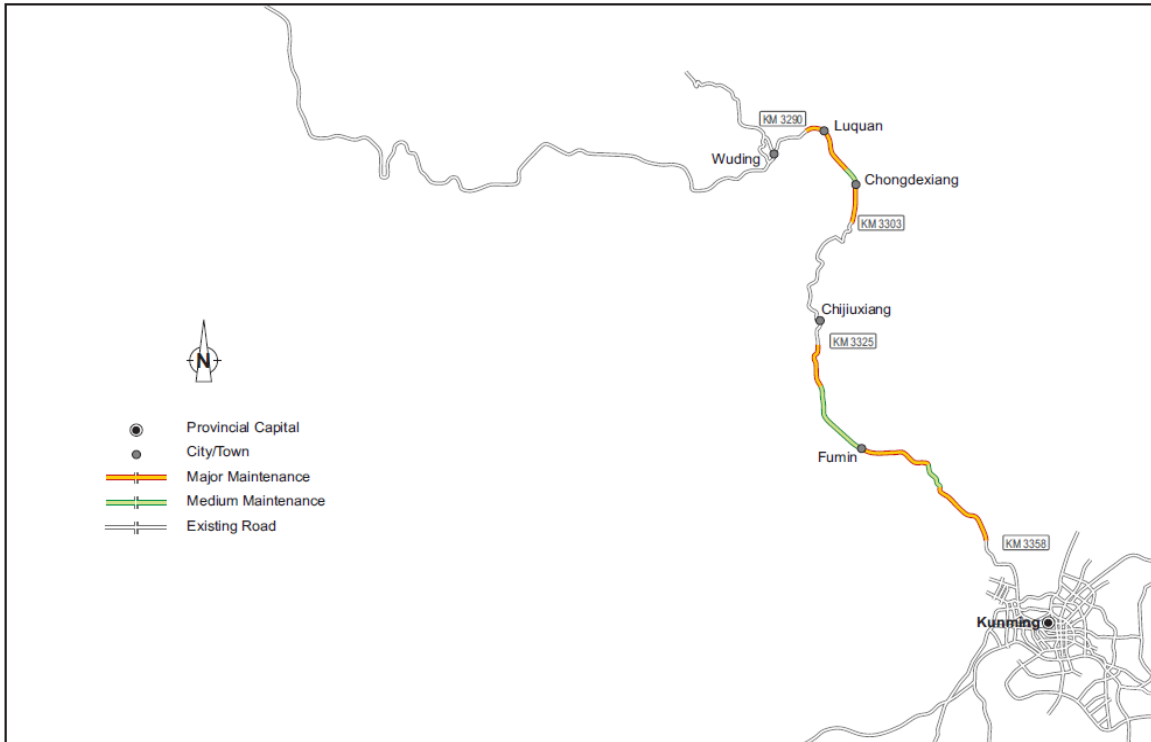 KM 3290
Luquan
Wuding
Chongdexiang
KM 3303
Chijiuxiang
KM 3325
N
Provincial Capital
City/Town
Fumin
Major Maintenance
Medium Maintenance
Existing Road
KM 3358
Kunming